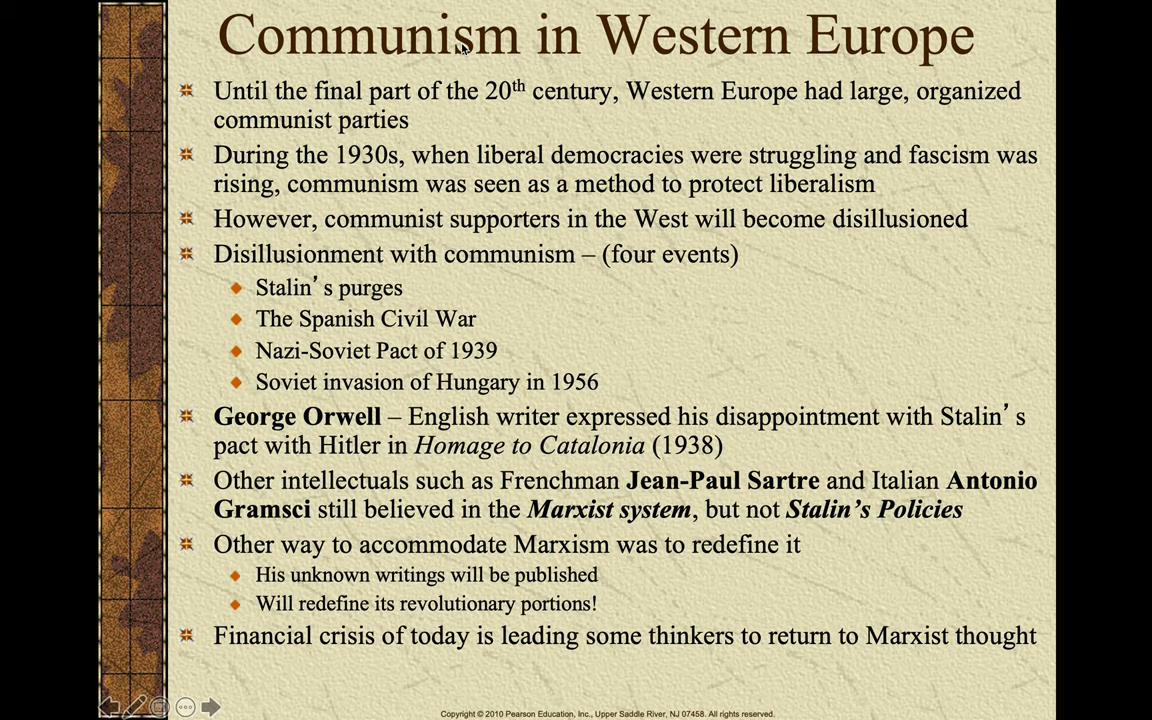 Communism in Western Europe
Until the final part of the 20th century, Western Europe had large, organized
communist parties
During the 1930s, when liberal democracies were struggling and fascism was
rising, communism was seen as a method to protect liberalism
However, communist supporters in the West will become disillusioned
Disillusionment with communism – (four events)
Stalin’s purges
The Spanish Civil War
Nazi-Soviet Pact of 1939
Soviet invasion of Hungary in 1956
George Orwell – English writer expressed his disappointment with Stalin’s
pact with Hitler in Homage to Catalonia (1938)
Other intellectuals such as Frenchman Jean-Paul Sartre and Italian Antonio
Gramsci still believed in the Marxist system, but not Stalin’s Policies
Other way to accommodate Marxism was to redefine it
His unknown writings will be published
Will redefine its revolutionary portions!
Financial crisis of today is leading some thinkers to return to Marxist thought
Copyright © 2010 Pearson Education, Inc., Upper Saddle River, NJ 07458. All rights reserved.